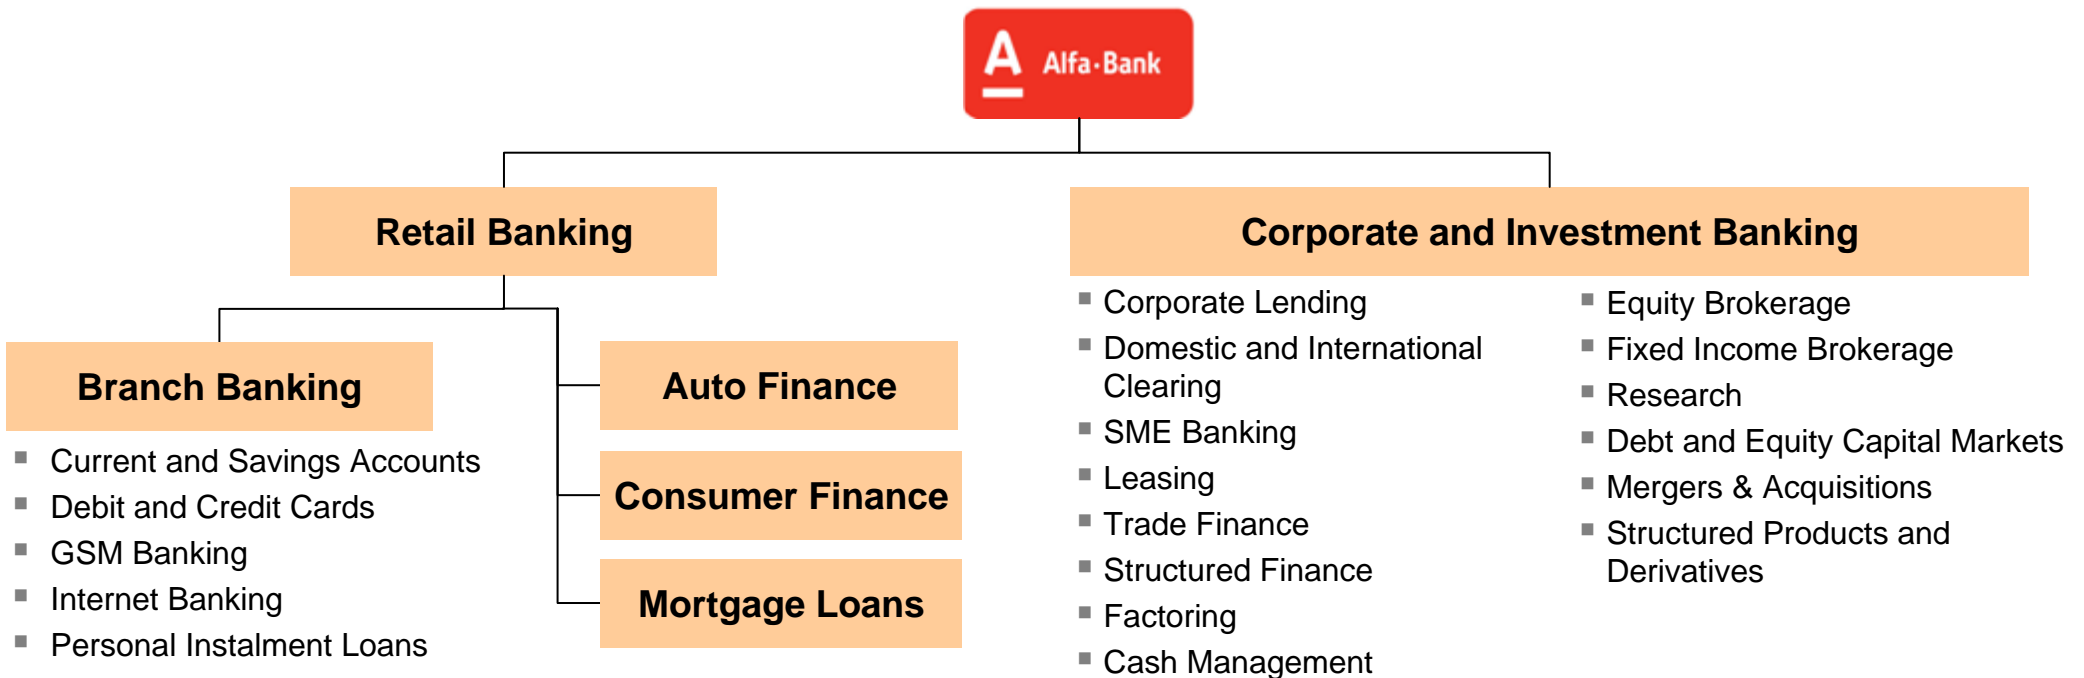 A Alfa·Bank
Retail Banking
Corporate and Investment Banking
Branch Banking
Current and Savings Accounts
Debit and Credit Cards
GSM Banking
Internet Banking
Personal Instalment Loans
Auto Finance
Consumer Finance
Mortgage Loans
Corporate Lending
Domestic and International
Clearing
SME Banking
Leasing
Trade Finance
Structured Finance
Factoring
Cash Management
Equity Brokerage
Fixed Income Brokerage
Research
Debt and Equity Capital Markets
Mergers & Acquisitions
Structured Products and
Derivatives